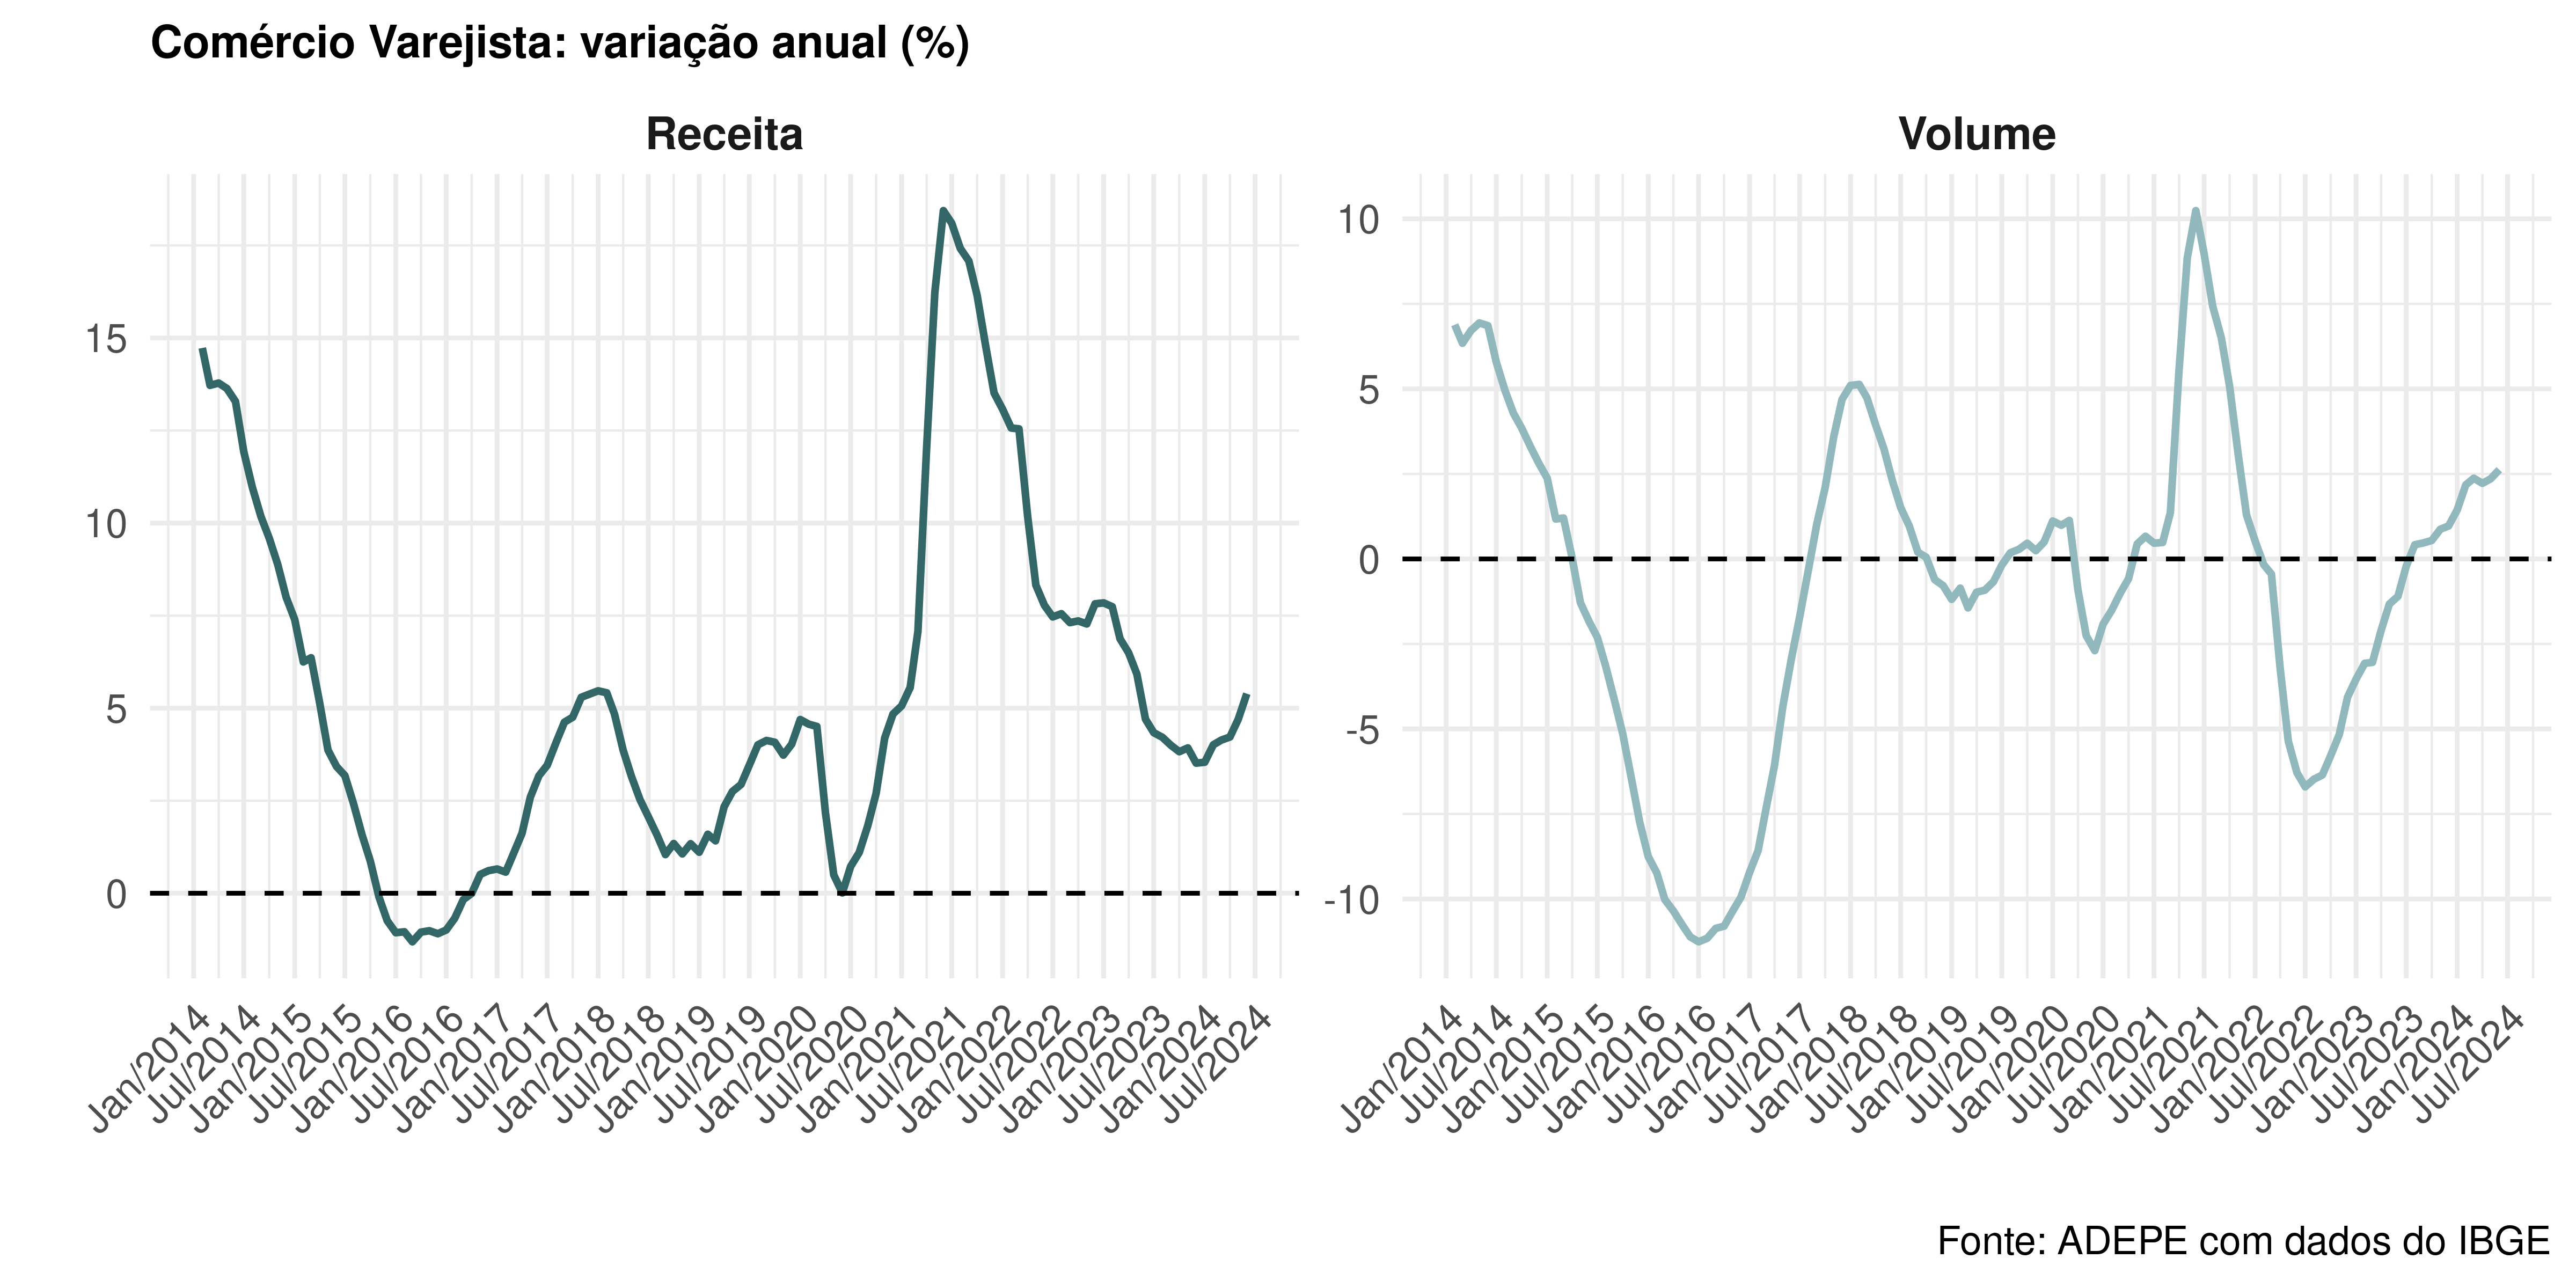 Comércio Varejista: variação anual (%)
Receita
15
10
5
0
Jan/2014
Jul/2014
Jan/2015
Jul/2015
Jan/2016
Jul/2016
Jan/2017
Jul/2017
Jan/2018
Jul/2018
Jan/2019
Jul/2019
Jan/2020
Jul/2020
Jan/2021
Jul/2021
Jan/2022
Jul/2022
Jan/2023
Jul/2023
Jan/2024
Jul/2024
Volume
10
5
0
-5
-10
Jan/2014
Jul/2014
Jan/2015
Jul/2015
Jan/2016
Jul/2016
Jan/2017
Jul/2017
Jan/2018
Jul/2018
Jan/2019
Jul/2019
Jan/2020
Jul/2020
Jan/2021
Jul/2021
Jan/2022
Jul/2022
Jan/2023
Jul/2023
Jan/2024
Jul/2024
Fonte: ADEPE com dados do IBGE